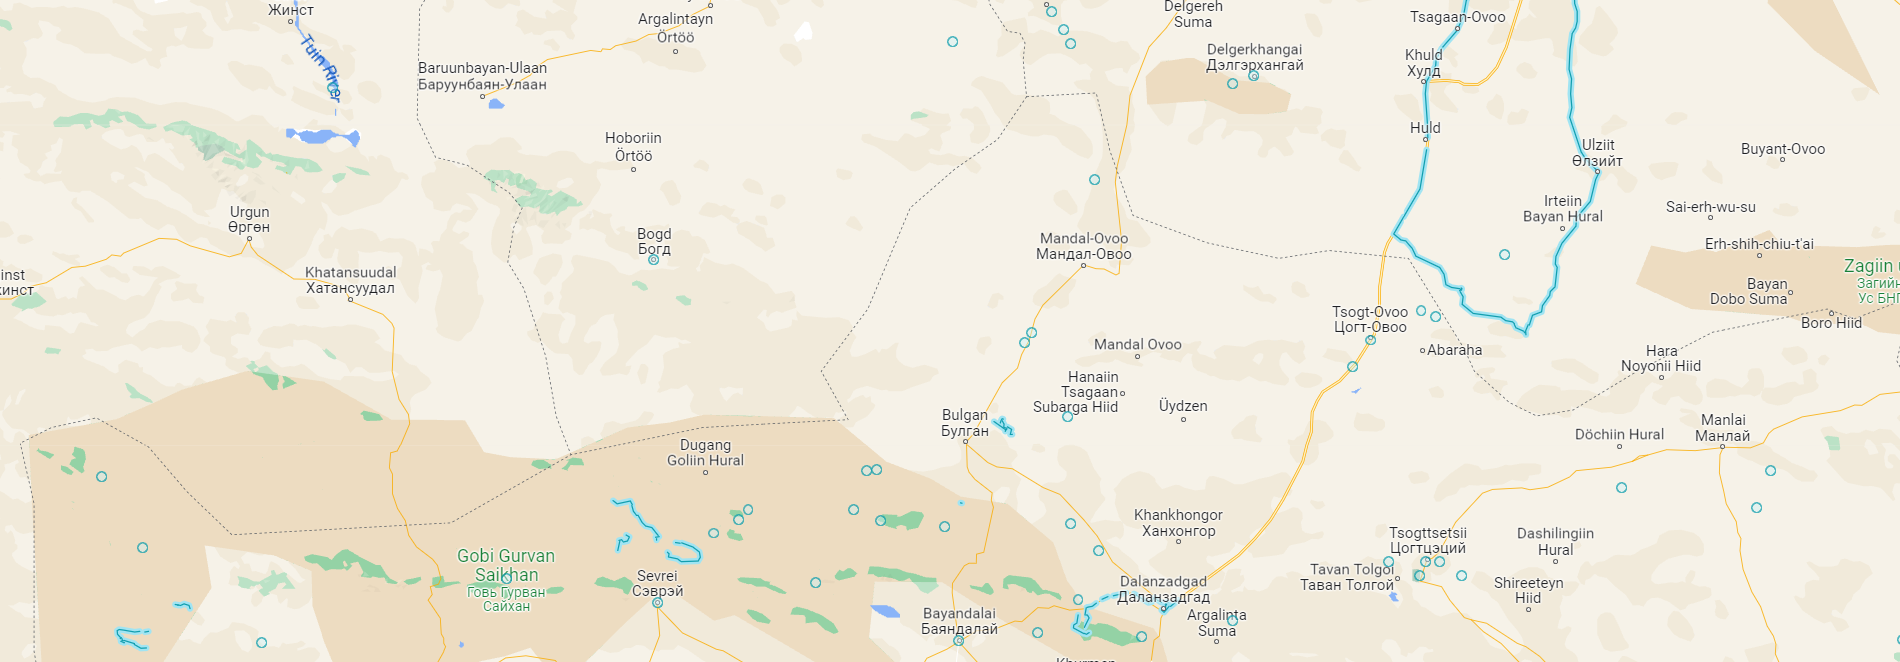 Жинст
Tuin River
Argalintayn
Örtöö
Baruunbayan-Ulaan
Баруунбаян-Улаан
Delgereh
Suma
Delgerkhangai
Дэлгэрхангай
Tsagaan-Ovoo
Khuld
Хулд
Huld
Ulziit
Өлзийт
Buyant-Ovoo
Hoboriin
Örtöö
Urgun
Өргөн
Bogd
Богд
Mandal-Ovoo
Мандал-Овоо
Irteiin
Bayan Hural
Sai-erh-wu-su
Erh-shih-chiu-t'ai
Zagiin
Загийн
Ус БНГ
Bayan
Dobo Suma
Boro Hiid
inst
Khatansuudal
Хатансуудал
Tsogt-Ovoo
Цогт-Овоо
Abaraha
Mandal Ovoo
Hara
Noyonii Hiid
Hanaiin
Tsagaan
Subarga Hiid
Üydzen
Bulgan
Булган
Döchiin Hural
Manlai
Манлай
Dugang
Goliin Hural
Khankhongor
Ханхонгор
Tsogttsetsii
Цогтцэций
Dashilingiin
Hural
Gobi Gurvan
Saikhan
Говь Гурван
Сайхан
Sevrei
Сэврэй
Tavan Tolgoi
Таван Толгой
Shireeteyn
Hiid
Dalanzadgad
Даланзадгад
Bayandalai
Баяндалай
Argalinta
Suma